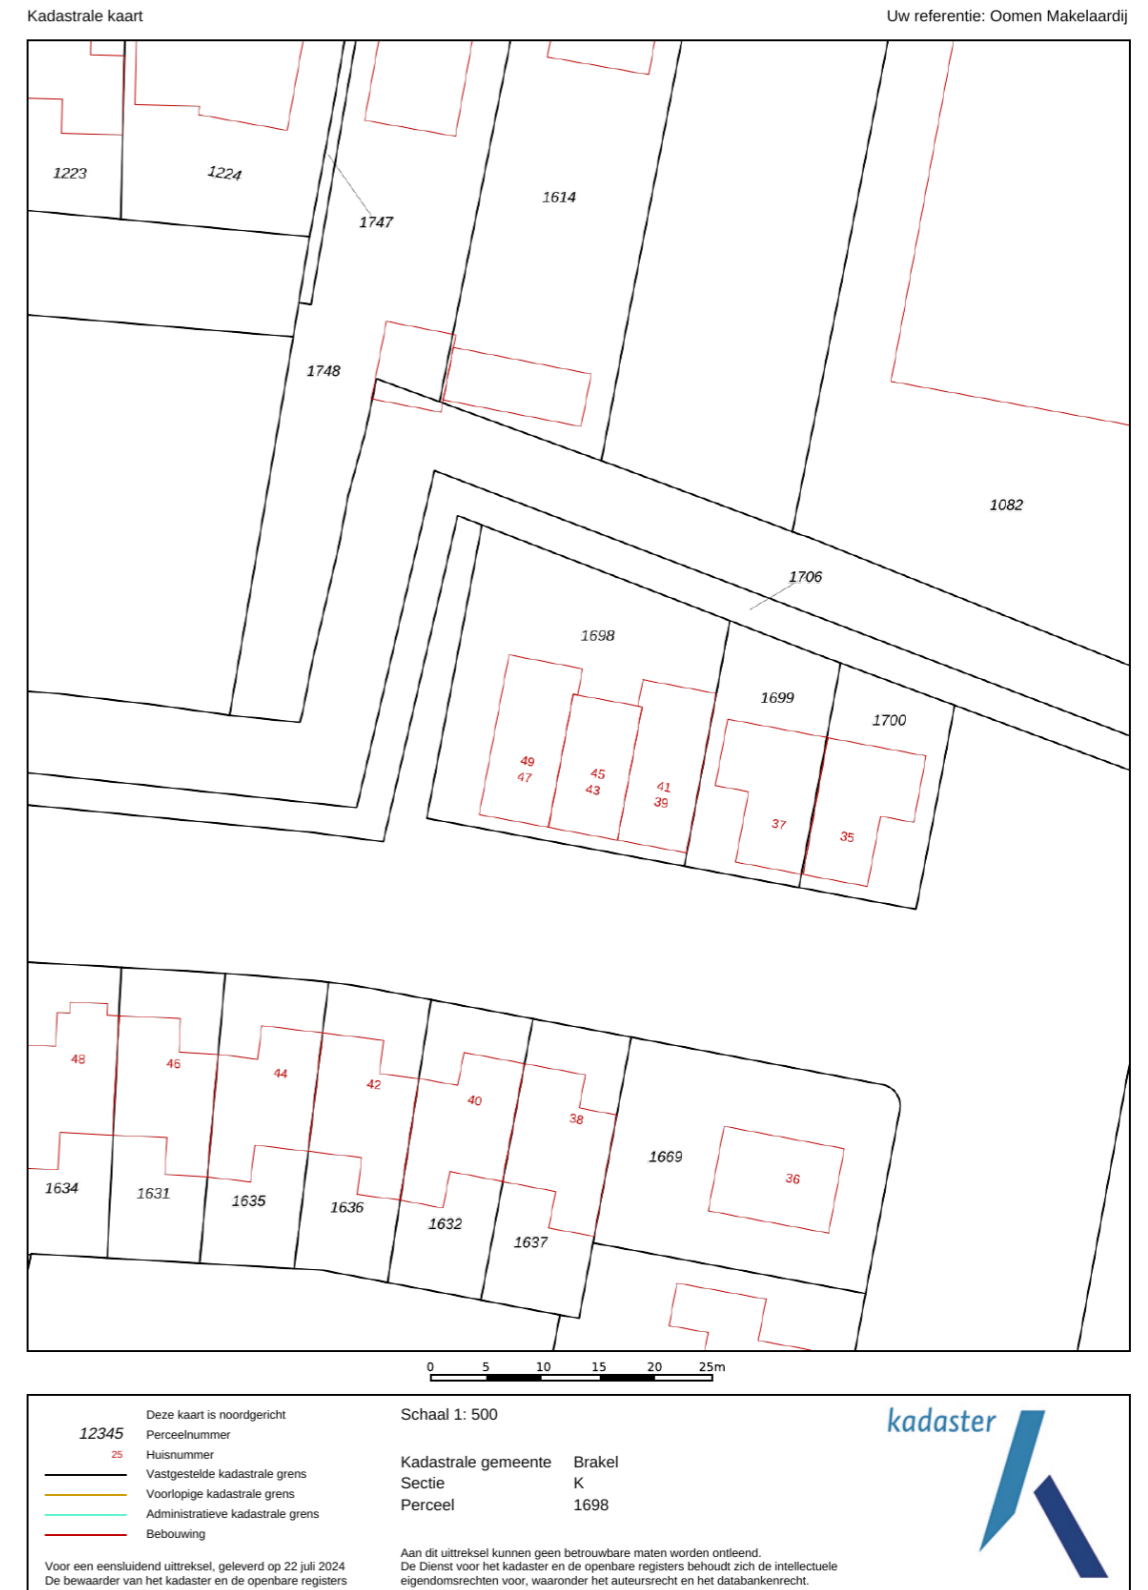 Kadastrale kaart
Uw referentie: Oomen Makelaardij
1223
1224
1747
1614
1748
1082
1706
1698
1699
1700
49
47
45
43
41
39
37
35
48
46
44
42
40
38
36
1669
1634
1631
1635
1636
1632
1637
0 5 10 15 20 25m
Deze kaart is noordgericht
12345 Perceelnummer
25 Huisnummer
Vastgestelde kadastrale grens
Voorlopige kadastrale grens
Administratieve kadastrale grens
Bebouwing
Voor een eensluidend uittreksel, geleverd op 22 juli 2024
De bewaarder van het kadaster en de openbare registers
Schaal 1: 500
Kadastrale gemeente Brakel
Sectie K
Perceel 1698
Aan dit uittreksel kunnen geen betrouwbare maten worden ontleend.
De Dienst voor het kadaster en de openbare registers behoudt zich de intellectuele
eigendomsrechten voor, waaronder het auteursrecht en het databankenrecht.
kadaster